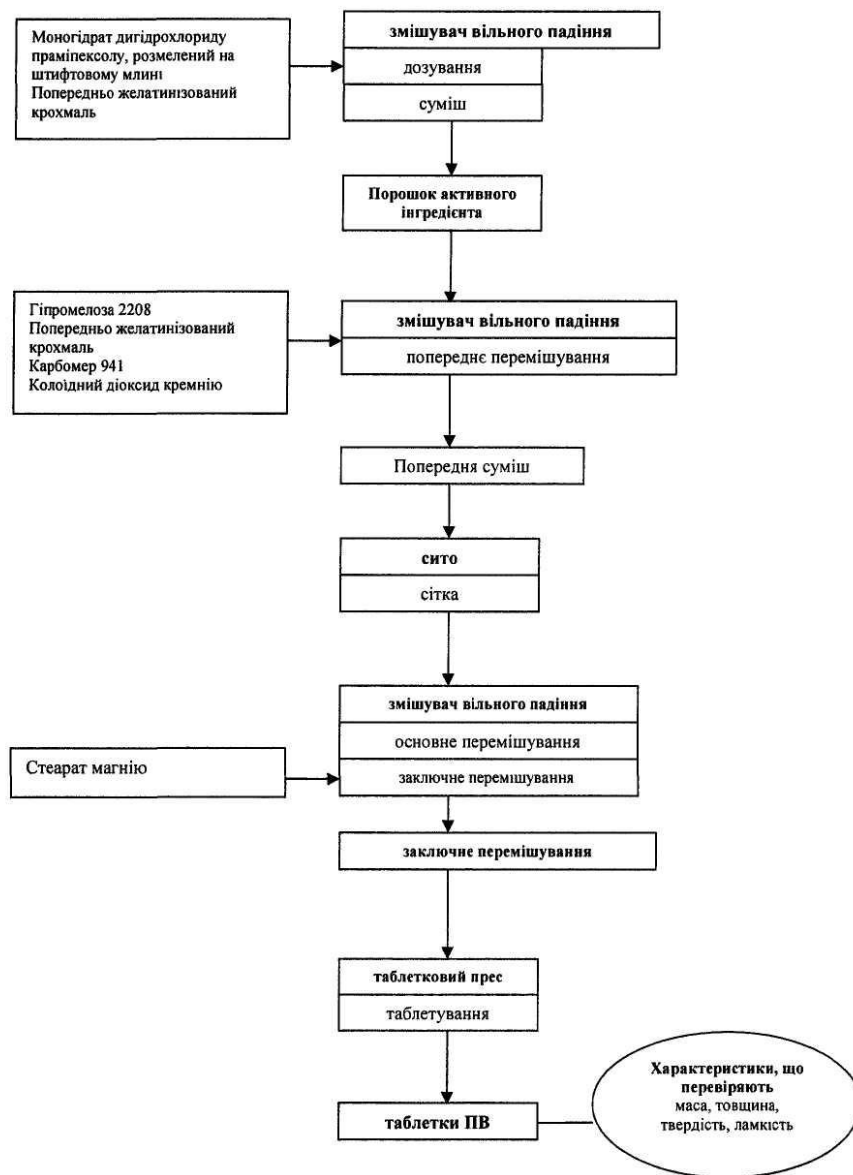 Моногідрат дигідрохлориду
праміпексолу, розмелений на
штифтовому млині
Попередньо желатинізований
крохмаль
змішувач вільного падіння
дозування
суміш
Порошок активного
інгредієнта
Гіпромелоза 2208
Попередньо желатинізований
крохмаль
Карбомер 941
Колоїдний діоксид кремнію
змішувач вільного падіння
попереднє перемішування
Попередня суміш
сито
сітка
змішувач вільного падіння
основне перемішування
Стеарат магнію
заключне перемішування
заключне перемішування
таблетковий прес
таблетування
таблетки ПВ
Характеристики, що
перевіряють
маса, товщина,
твердість, ламкість